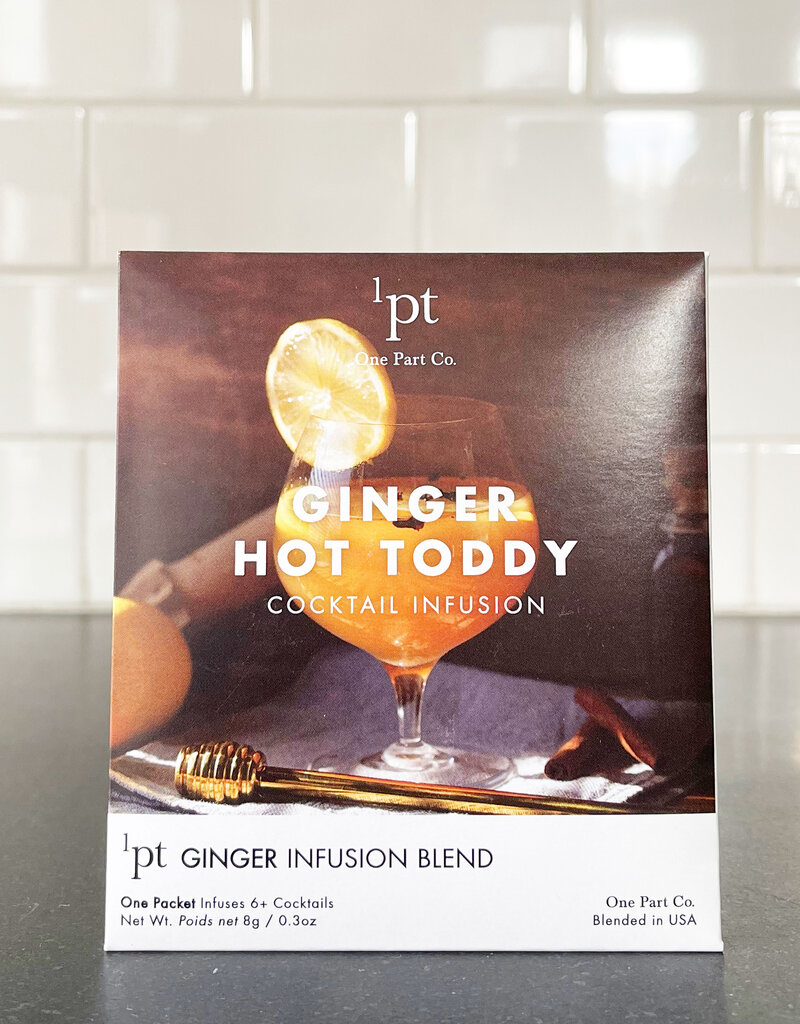 1pt
One Part Co.
GINGER
HOT TODDY
COCKTAIL INFUSION
1pt GINGER INFUSION BLEND
One Packet Infuses 6+ Cocktails
Net Wt. Poids net 8g / 0.3oz
One Part Co.
Blended in USA